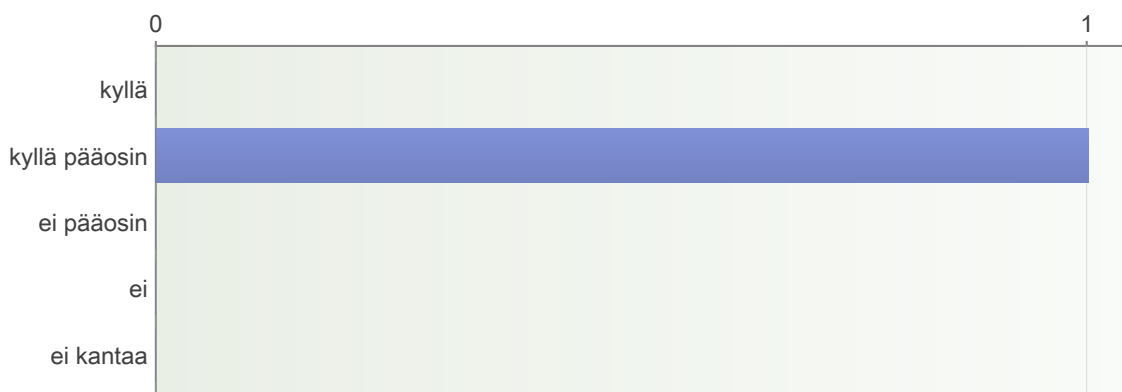 0 1
kyllä
kyllä pääosin
ei pääosin
ei
ei kantaa